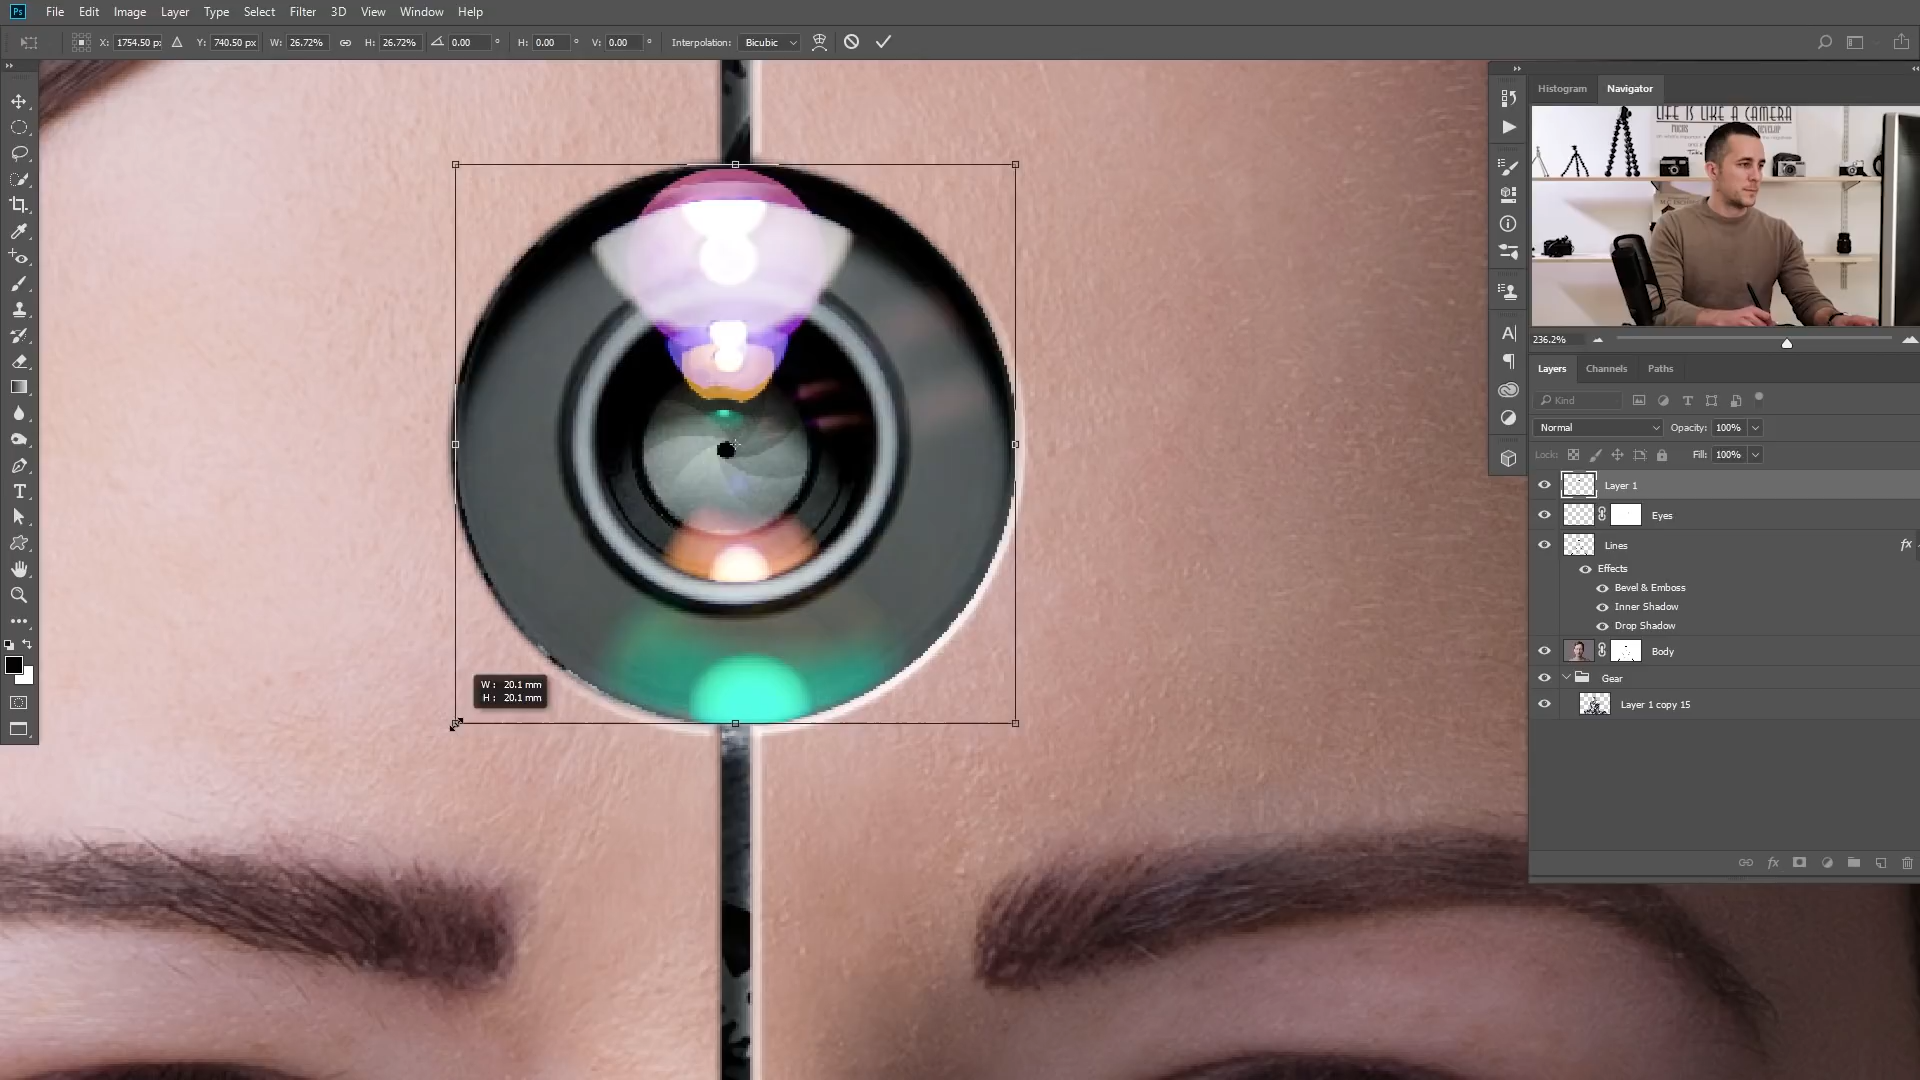 Ps File Edit Image Layer Type Select Filter 3D View Window Help
X: 1754.50 px Y: 740.50 px W: 26.72% H: 26.72% 0.00 ° H: 0.00 ° V: 0.00 ° Interpolation: Bicubic
Histogram Navigator
LIFE IS LIKE A CAMERA
236.2%
Layers Channels Paths
Kind
Normal Opacity: 100%
Lock: Fill: 100%
Layer 1
Eyes
Lines fx
Effects
Bevel & Emboss
Inner Shadow
Drop Shadow
Body
Gear
Layer 1 copy 15
fx
W: 20.1 mm
H: 20.1 mm